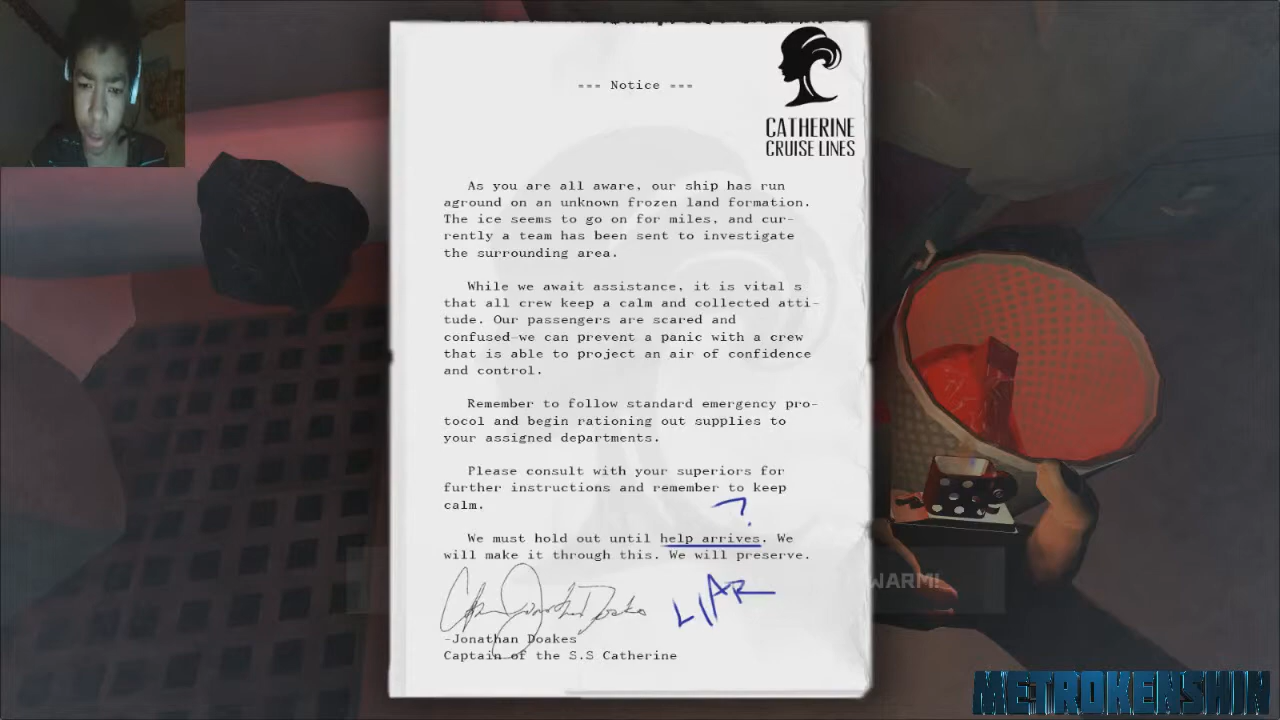 === Notice ===
CATHERINE
CRUISE LINES
As you are all aware, our ship has run
aground on an unknown frozen land formation.
The ice seems to go on for miles, and cur-
rently a team has been sent to investigate
the surrounding area.
While we await assistance, it is vital s
that all crew keep a calm and collected atti-
tude. Our passengers are scared and
confused-we can prevent a panic with a crew
that is able to project an air of confidence
and control.
Remember to follow standard emergency pro-
tocol and begin rationing out supplies to
your assigned departments.
Please consult with your superiors for
further instructions and remember to keep
calm.
?
We must hold out until help arrives. We
will make it through this. We will preserve.
LIAR
WARM!
-Jonathan Doakes
Captain of the S.S Catherine
METROKENSHIN